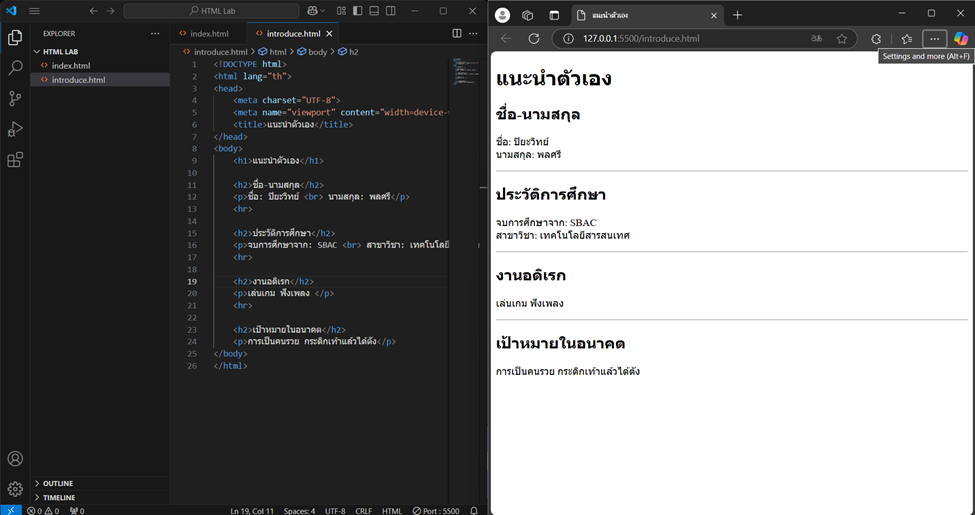 HTML Lab
EXPLORER
HTML LAB
index.html
introduce.html
OUTLINE
TIMELINE
index.html
introduce.html
introduce.html > html > body > h2
1 <!DOCTYPE html>
2 <html lang="th">
3 <head>
4 <meta charset="UTF-8">
5 <meta name="viewport" content="width=device-
6 <title>แนะนำตัวเอง</title>
7 </head>
8 <body>
9 <h1>แนะนำตัวเอง</h1>
10
11 <h2>ชื่อ-นามสกุล</h2>
12 <p>ชื่อ: ปิยะวิทย์ <br> นามสกุล: พลศรี</p>
13 <hr>
14
15 <h2>ประวัติการศึกษา</h2>
16 <p>จบการศึกษาจาก: SBAC <br> สาขาวิชา: เทคโนโลยี
17 <hr>
18
19 <h2>งานอดิเรก</h2>
20 <p>เล่นเกม ฟังเพลง </p>
21 <hr>
22
23 <h2>เป้าหมายในอนาคต</h2>
24 <p>การเป็นคนรวย กระดิกเท้าแล้วได้ตัง</p>
25 </body>
26 </html>
0 0 0
Ln 19, Col 11 Spaces: 4 UTF-8 CRLF HTML Port : 5500
แนะนำตัวเอง
127.0.0.1:5500/introduce.html
Settings and more (Alt+F)
แนะนำตัวเอง
ชื่อ-นามสกุล
ชื่อ: ปิยะวิทย์
นามสกุล: พลศรี
ประวัติการศึกษา
จบการศึกษาจาก: SBAC
สาขาวิชา: เทคโนโลยีสารสนเทศ
งานอดิเรก
เล่นเกม ฟังเพลง
เป้าหมายในอนาคต
การเป็นคนรวย กระดิกเท้าแล้วได้ตัง